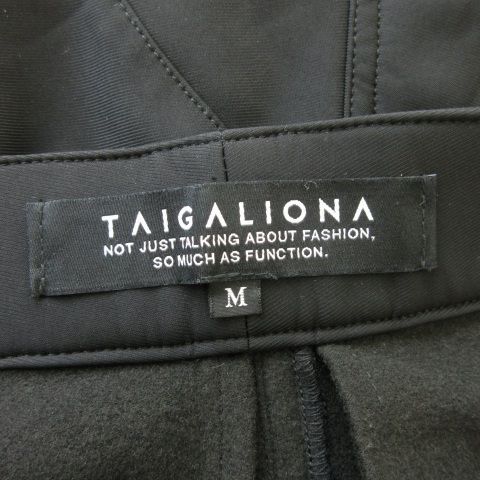 TAIGALIONA
NOT JUST TALKING ABOUT FASHION,
SO MUCH AS FUNCTION.
M